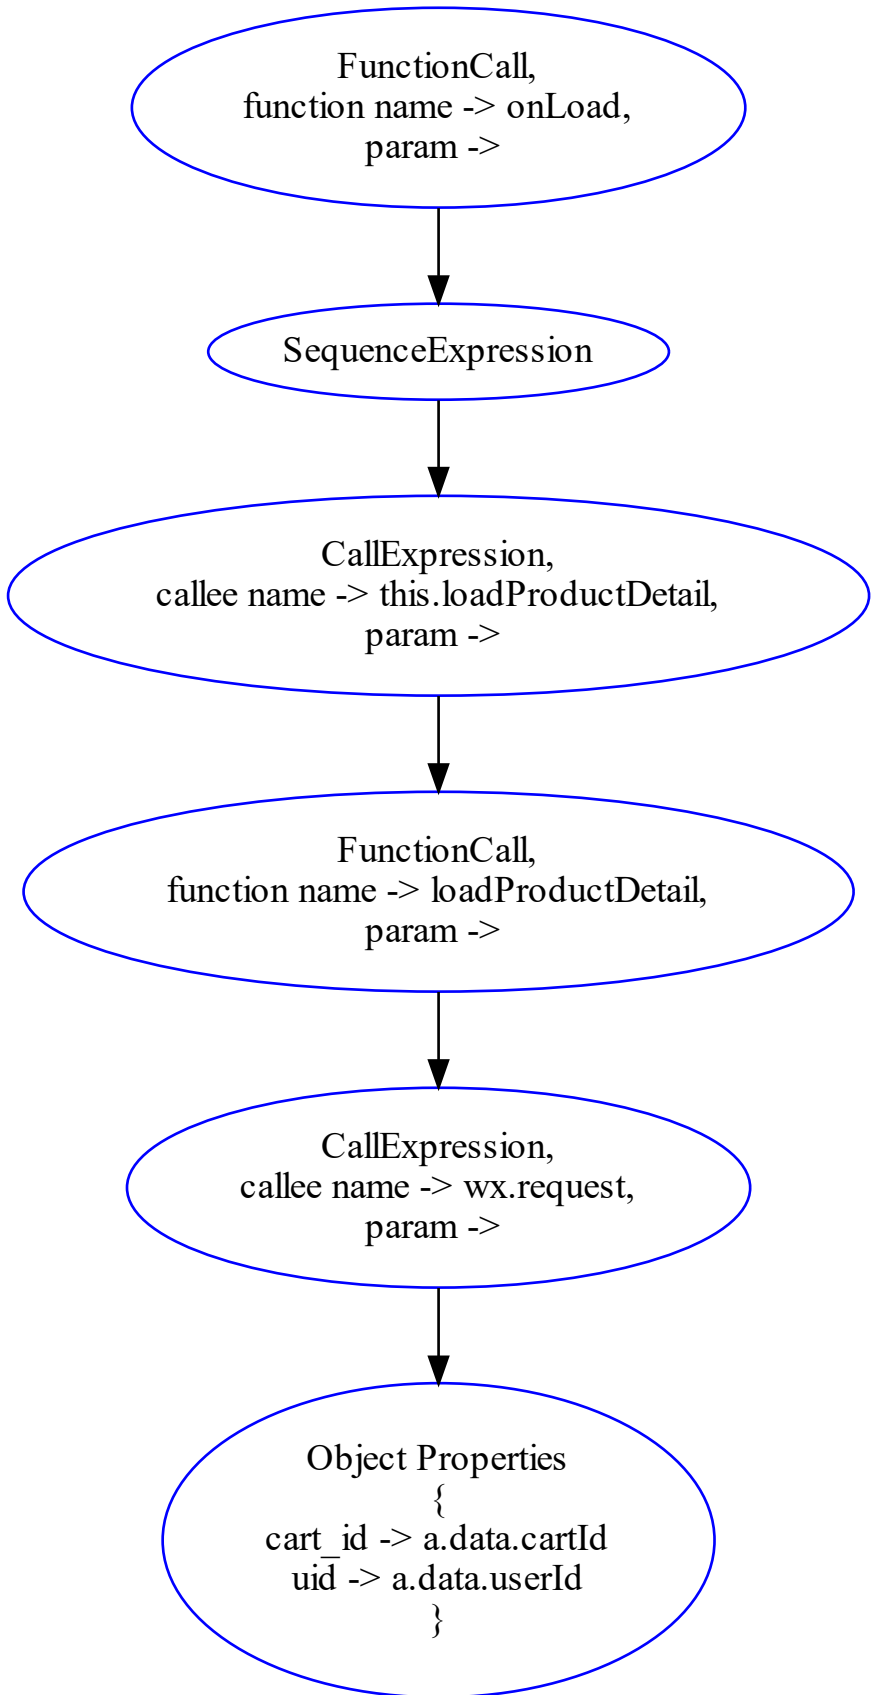 FunctionCall,
function name -> onLoad,
param ->
SequenceExpression
CallExpression,
callee name -> this.loadProductDetail,
param ->
FunctionCall,
function name -> loadProductDetail,
param ->
CallExpression,
callee name -> wx.request,
param ->
Object Properties
{
cart_id -> a.data.cartId
uid -> a.data.userId
}